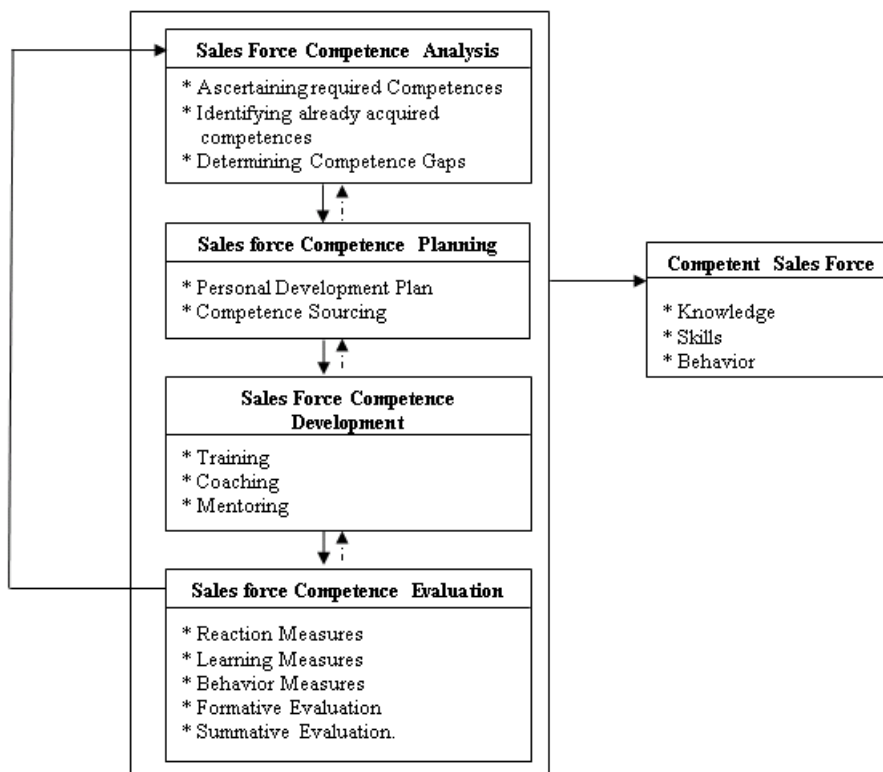 Sales Force Competence Analysis
* Ascertaining required Competences
* Identifying already acquired
competences
* Determining Competence Gaps
Sales force Competence Planning
* Personal Development Plan
* Competence Sourcing
Sales Force Competence
Development
* Training
* Coaching
* Mentoring
Sales force Competence Evaluation
* Reaction Measures
* Learning Measures
* Behavior Measures
* Formative Evaluation
* Summative Evaluation.
Competent Sales Force
* Knowledge
* Skills
* Behavior